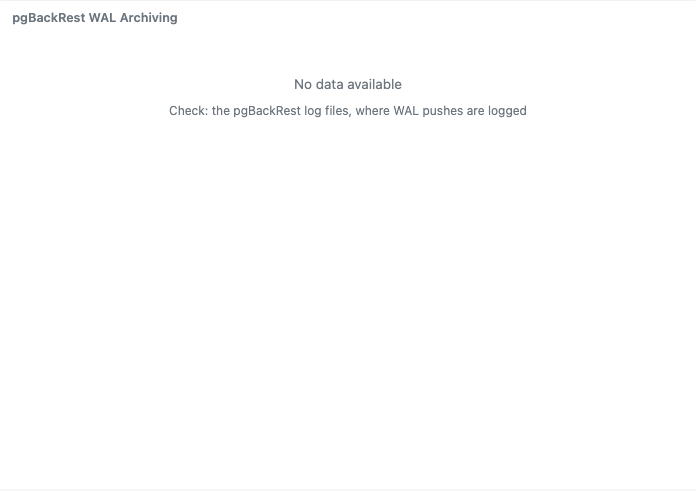 pgBackRest WAL Archiving
No data available
Check: the pgBackRest log files, where WAL pushes are logged